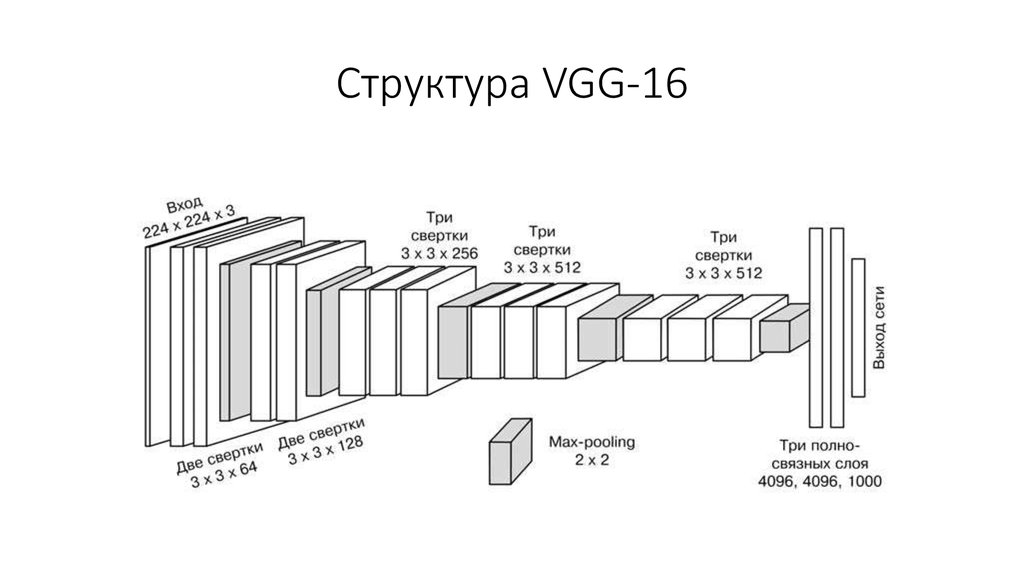 Структура VGG-16
Вход
224 x 224 x 3
Три
свертки
3 x 3 x 256
Три
свертки
3 x 3 x 512
Три
свертки
3 x 3 x 512
Выход сети
Две свертки
3 x 3 x 64
Две свертки
3 x 3 x 128
Max-pooling
2 x 2
Три полно-
связных слоя
4096, 4096, 1000